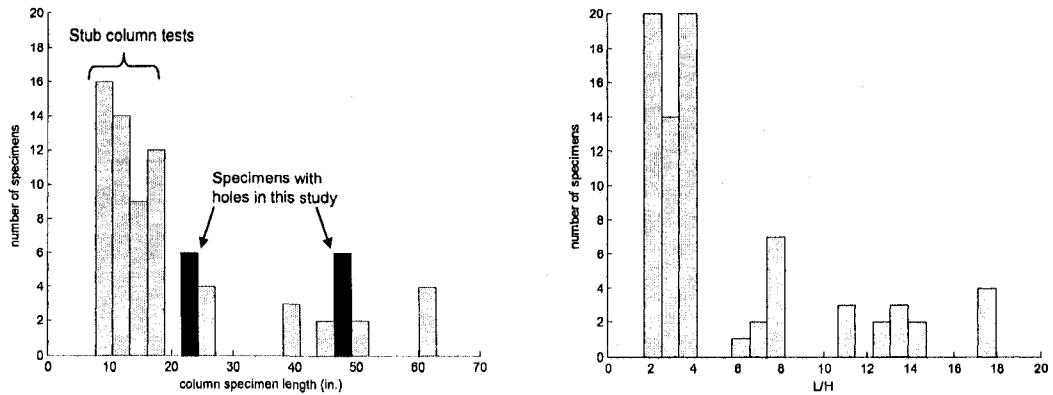 20
18
16
14
12
10
8
6
4
2
0
number of specimens
Stub column tests
Specimens with
holes in this study
0 10 20 30 40 50 60 70
column specimen length (in.)
20
18
16
14
12
10
8
6
4
2
0
number of specimens
0 2 4 6 8 10 12 14 16 18 20
L/H